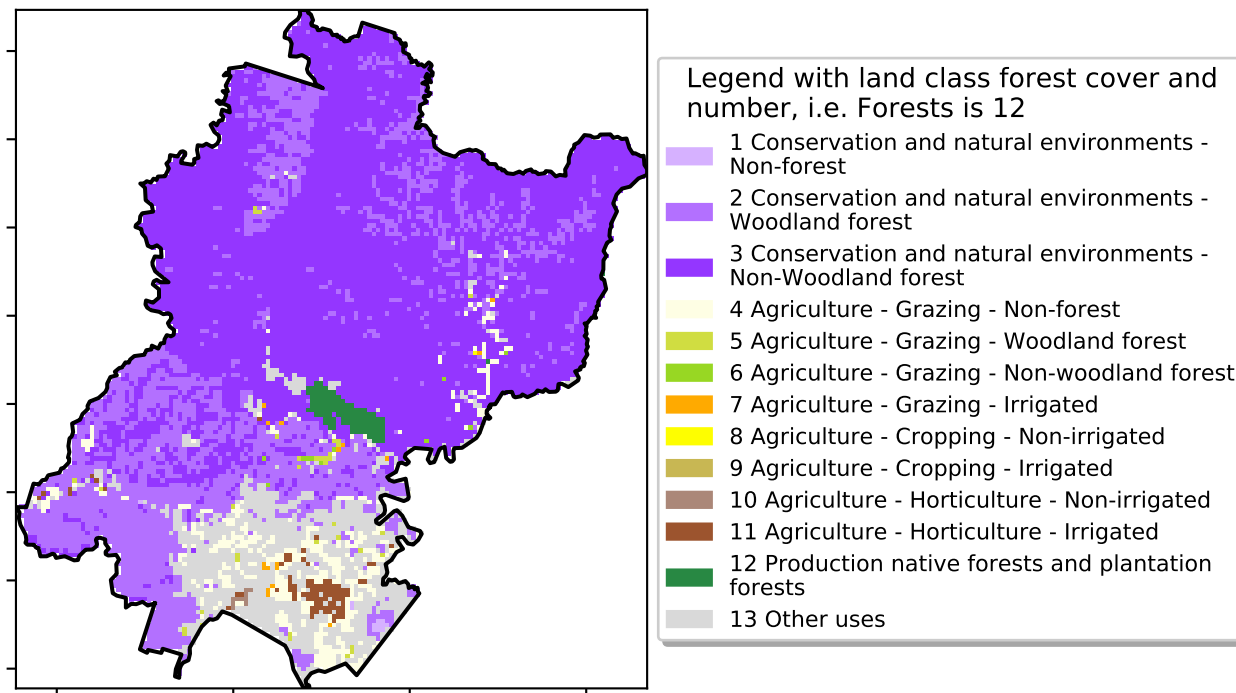 Legend with land class forest cover and
number, i.e. Forests is 12
1 Conservation and natural environments -
Non-forest
2 Conservation and natural environments -
Woodland forest
3 Conservation and natural environments -
Non-Woodland forest
4 Agriculture - Grazing - Non-forest
5 Agriculture - Grazing - Woodland forest
6 Agriculture - Grazing - Non-woodland forest
7 Agriculture - Grazing - Irrigated
8 Agriculture - Cropping - Non-irrigated
9 Agriculture - Cropping - Irrigated
10 Agriculture - Horticulture - Non-irrigated
11 Agriculture - Horticulture - Irrigated
12 Production native forests and plantation
forests
13 Other uses